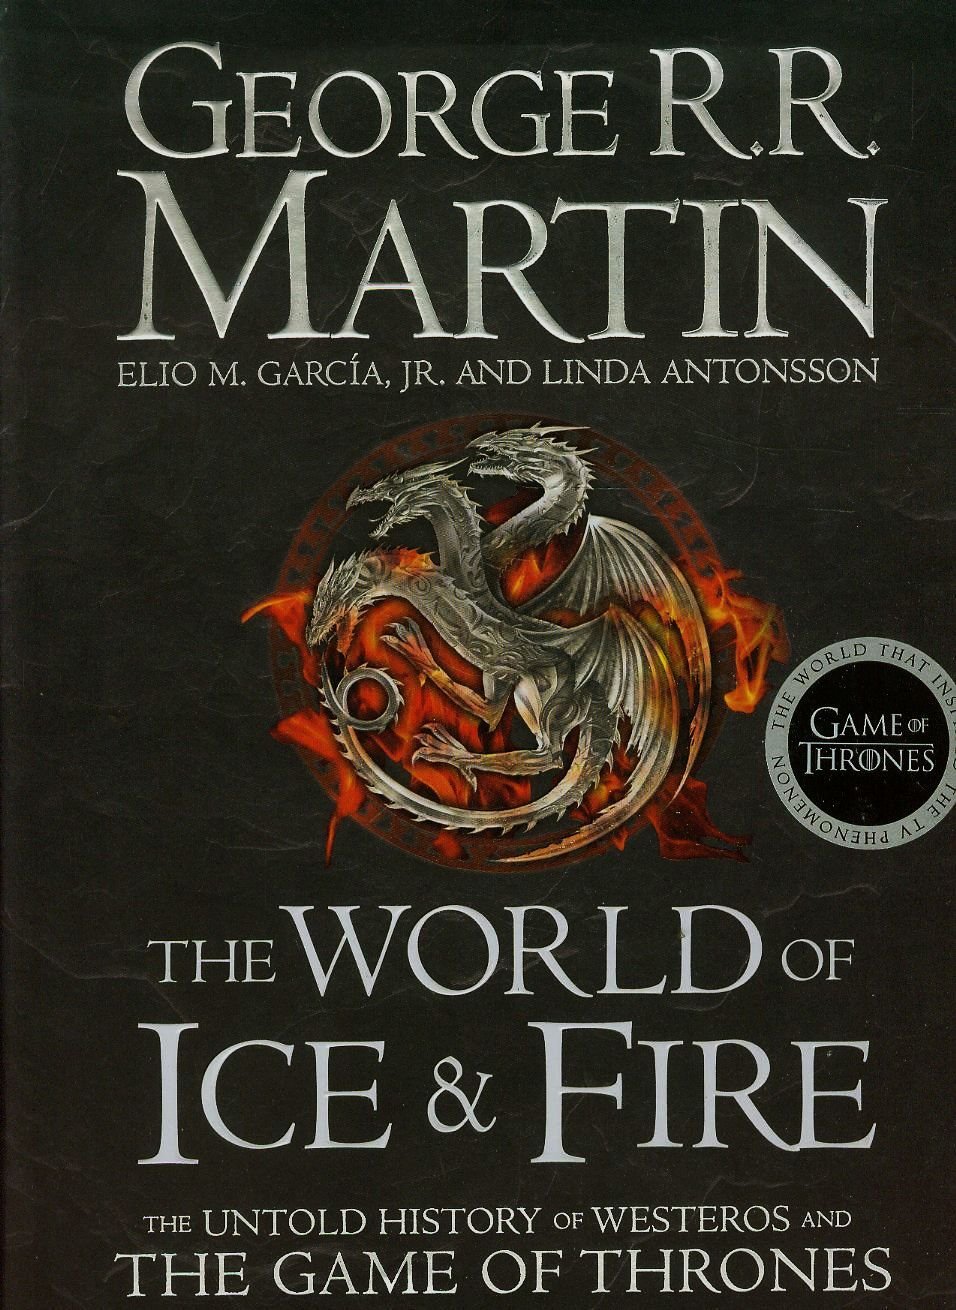 GEORGE R.R.
MARTIN
ELIO M. GARCÍA, JR. AND LINDA ANTONSSON
THE WORLD THAT INSPIRED THE TV PHENOMENON
GAME OF
THRONES
THE WORLD OF
ICE & FIRE
THE UNTOLD HISTORY OF WESTEROS AND
THE GAME OF THRONES